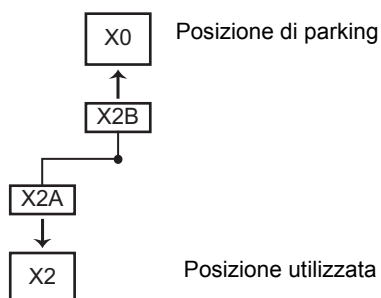 X0 Posizione di parking
X2B
X2A
X2 Posizione utilizzata